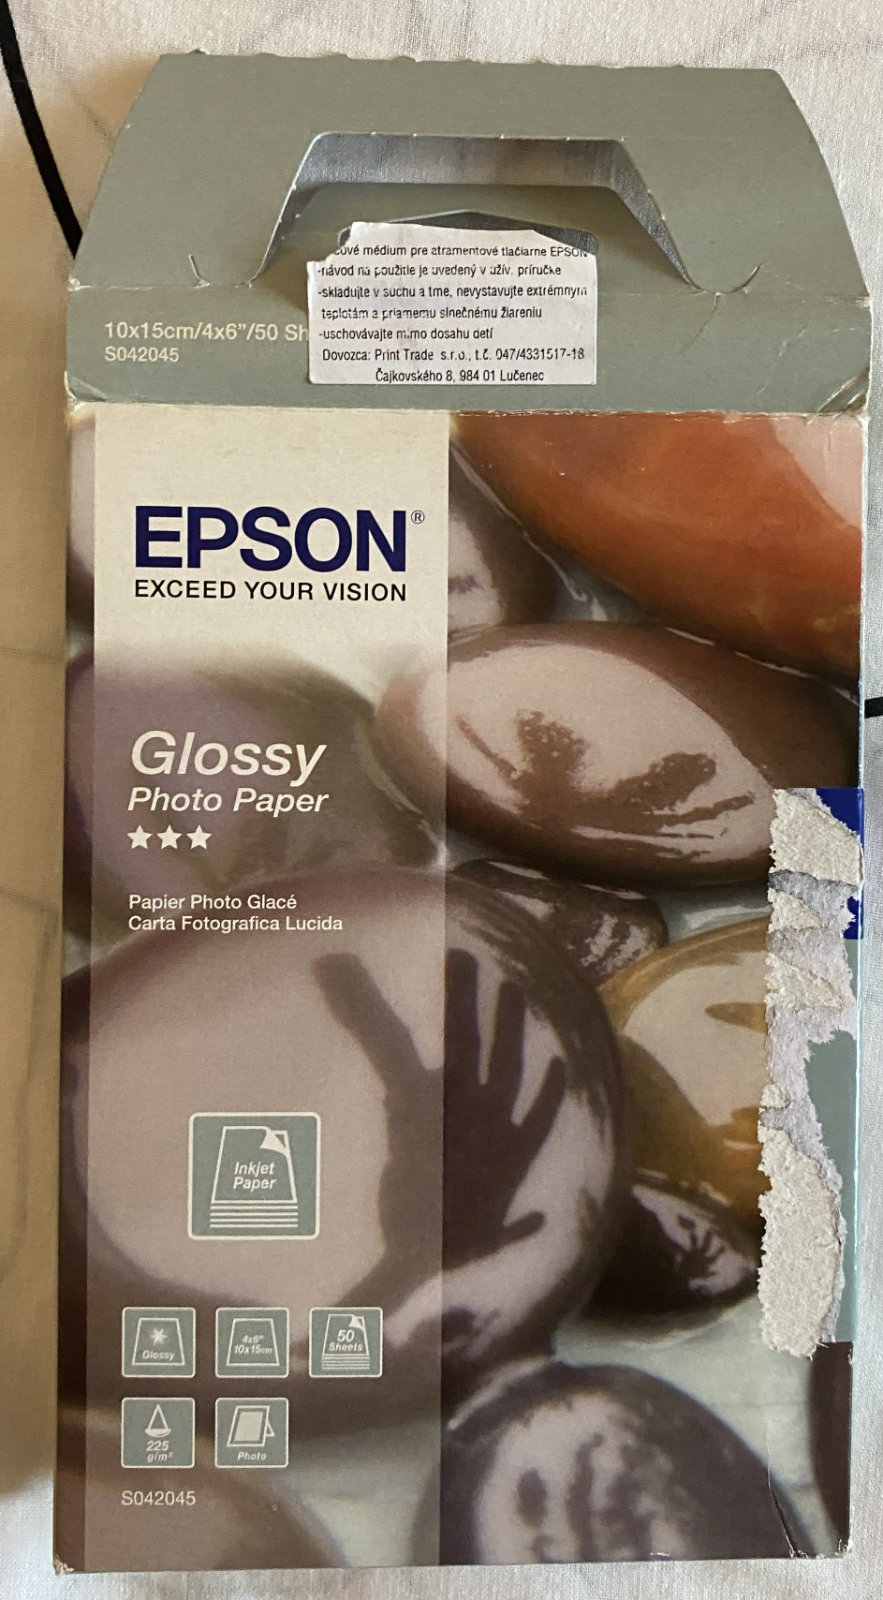 médium pre atramentové tlačiarne EPSON
-návod na použitie je uvedený v užív. príručke
-skladujte v suchu a tme, nevystavujte extrémnym
teplotám a priamemu slnečnému žiareniu
-uschovávajte mimo dosahu detí
Dovozca: Print Trade s.r.o., t.č. 047/4331517-18
Čajkovského 8, 984 01 Lučenec
10x15cm/4x6"/50
S042045
EPSON®
EXCEED YOUR VISION
Glossy
Photo Paper
Papier Photo Glacé
Carta Fotografica Lucida
Inkjet
Paper
Glossy
4x6"
10x15cm
50
Sheets
225
g/m²
Photo
S042045